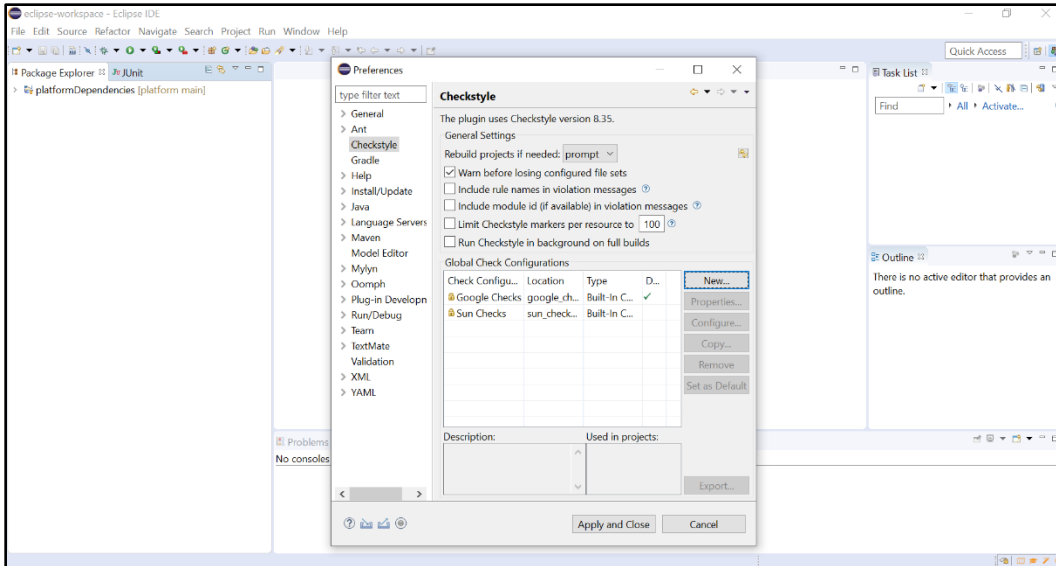 eclipse-workspace - Eclipse IDE
File Edit Source Refactor Navigate Search Project Run Window Help
Quick Access
Package Explorer JUnit
platformDependencies [platform main]
Preferences
type filter text
General
Ant
Checkstyle
Gradle
Help
Install/Update
Java
Language Servers
Maven
Model Editor
Mylyn
Oomph
Plug-in Developn
Run/Debug
Team
TextMate
Validation
XML
YAML
Checkstyle
The plugin uses Checkstyle version 8.35.
General Settings
Rebuild projects if needed: prompt
Warn before losing configured file sets
Include rule names in violation messages
Include module id (if available) in violation messages
Limit Checkstyle markers per resource to 100
Run Checkstyle in background on full builds
Global Check Configurations
Check Configu... Location Type D...
Google Checks google_ch... Built-In C...
Sun Checks sun_check... Built-In C...
New...
Properties...
Configure...
Copy...
Remove
Set as Default
Description: Used in projects:
Export...
Apply and Close Cancel
Problems
No consoles
Task List
Find All Activate...
Outline
There is no active editor that provides an
outline.